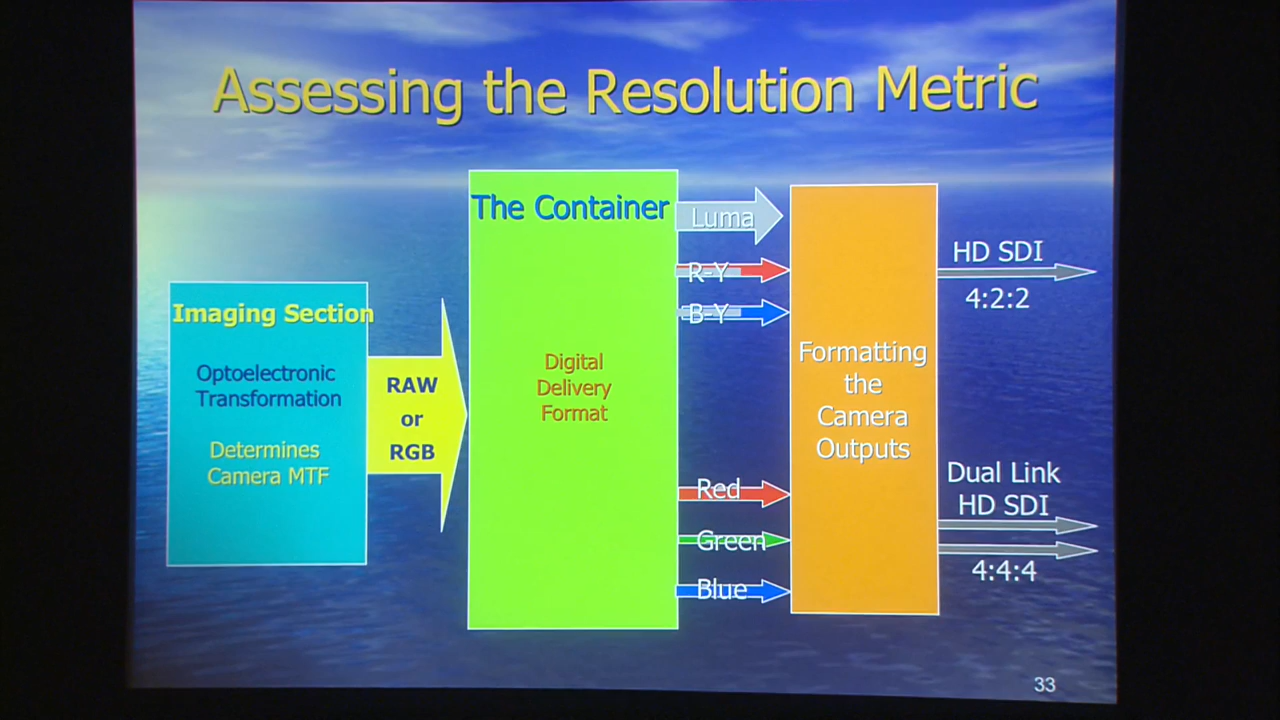 Assessing the Resolution Metric
Imaging Section
Optoelectronic
Transformation
Determines
Camera MTF
RAW
or
RGB
The Container
Digital
Delivery
Format
Luma
R-Y
B-Y
Red
Green
Blue
Formatting
the
Camera
Outputs
HD SDI
4:2:2
Dual Link
HD SDI
4:4:4
33